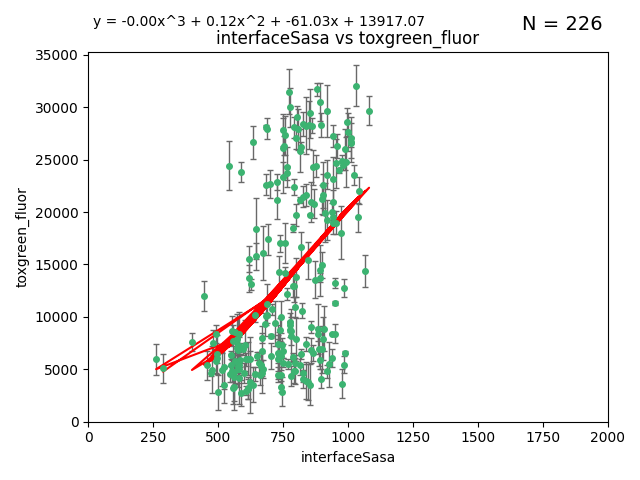 y = -0.00x^3 + 0.12x^2 + -61.03x + 13917.07
N = 226
interfaceSasa vs toxgreen_fluor
35000
30000
25000
20000
15000
10000
5000
0
toxgreen_fluor
0 250 500 750 1000 1250 1500 1750 2000
interfaceSasa